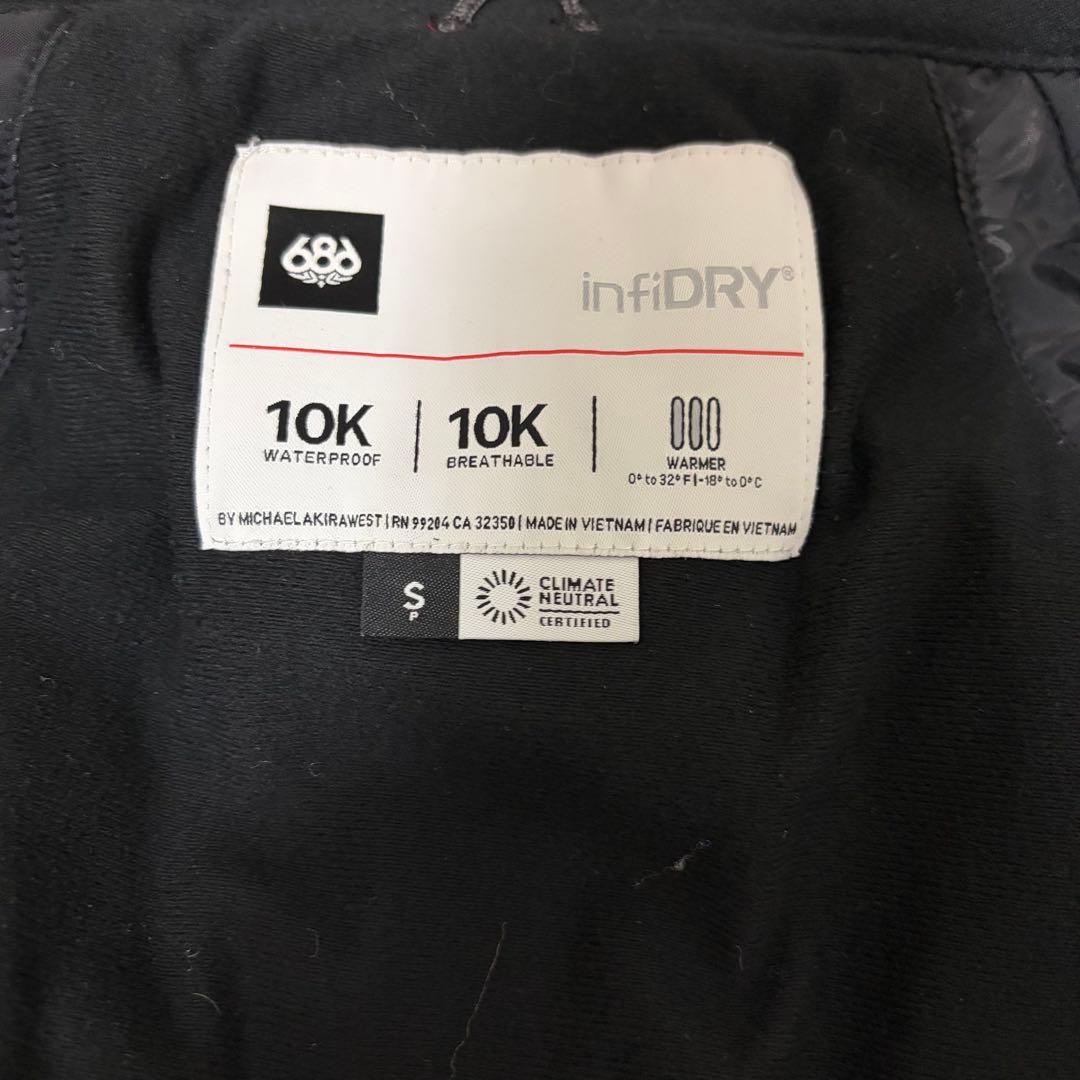 686
infiDRY®
10K
WATERPROOF
10K
BREATHABLE
WARMER
0° to 32°F|-18° to 0°C
BY MICHAELAKIRAWEST|RN 99204 CA 32350| MADE IN VIETNAM| FABRIQUE EN VIETNAM
S
P
CLIMATE
NEUTRAL
CERTIFIED